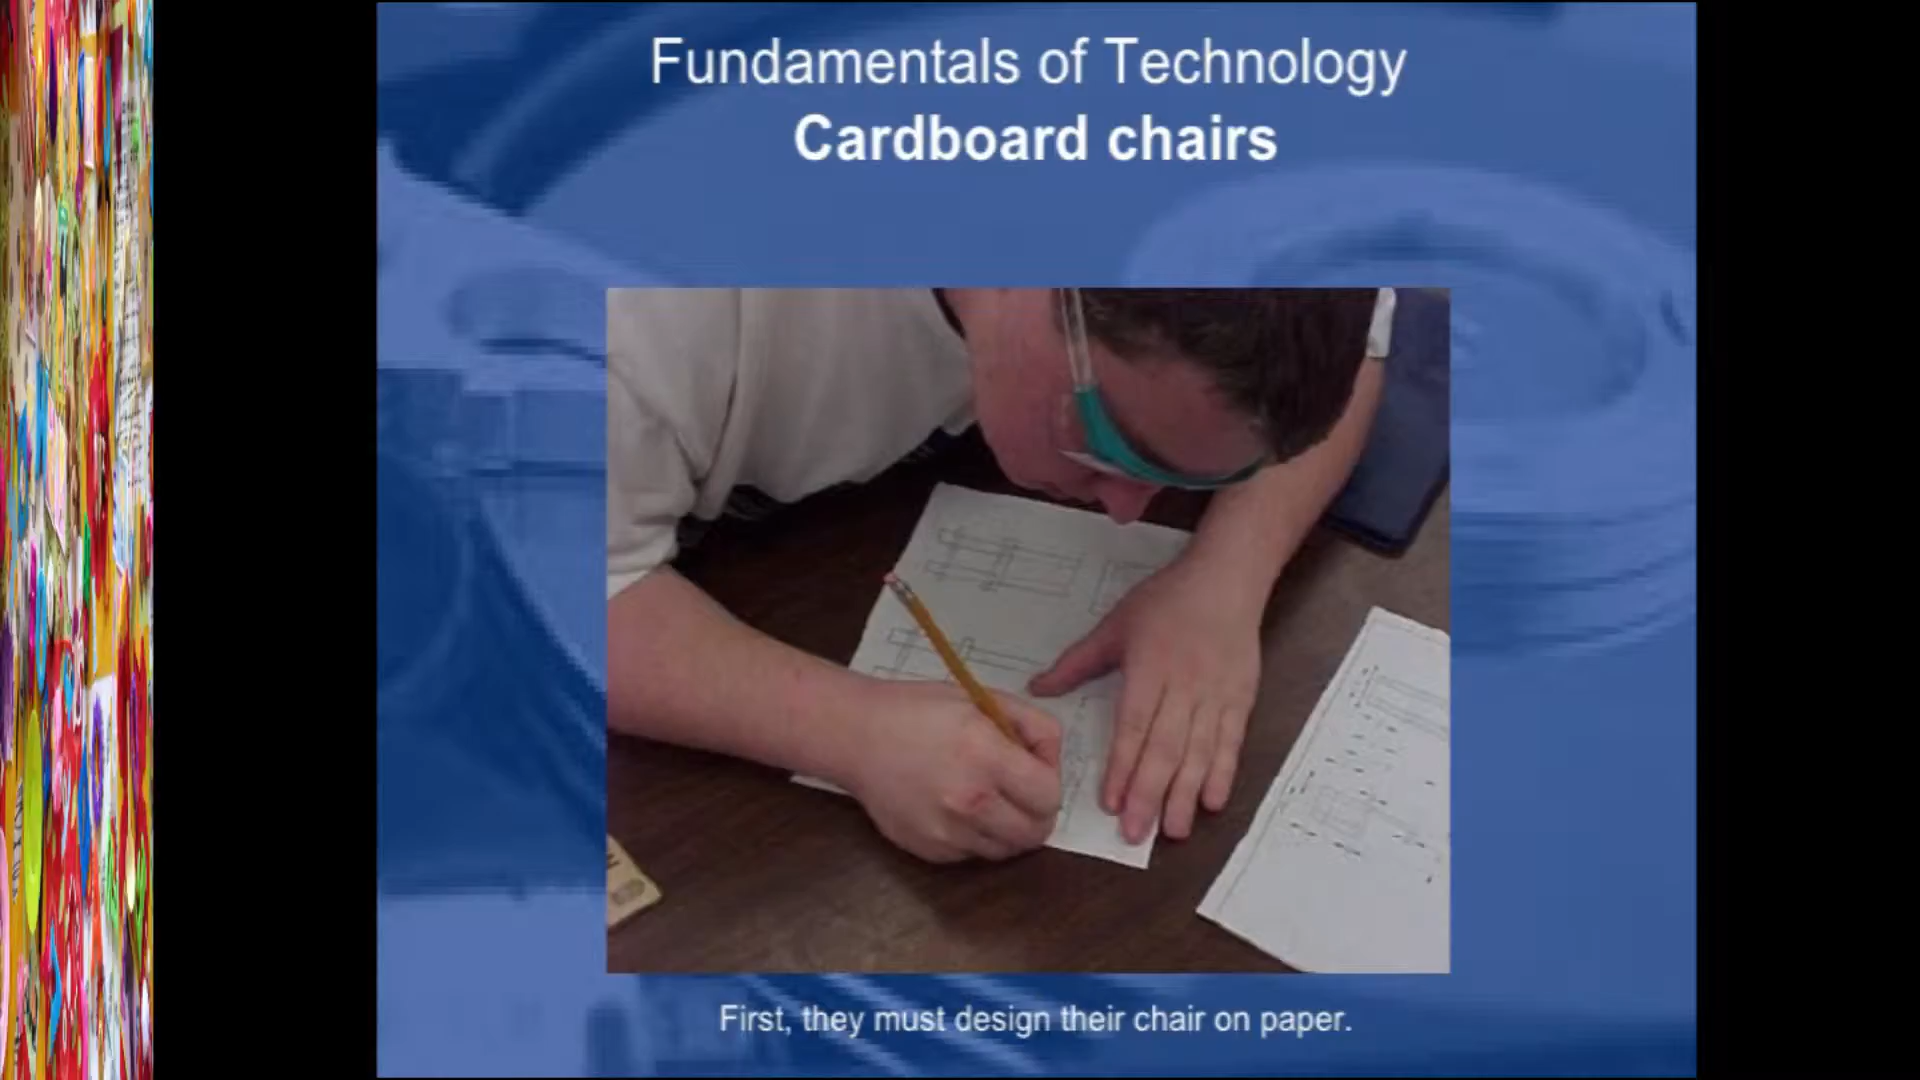 Fundamentals of Technology
Cardboard chairs
First, they must design their chair on paper.